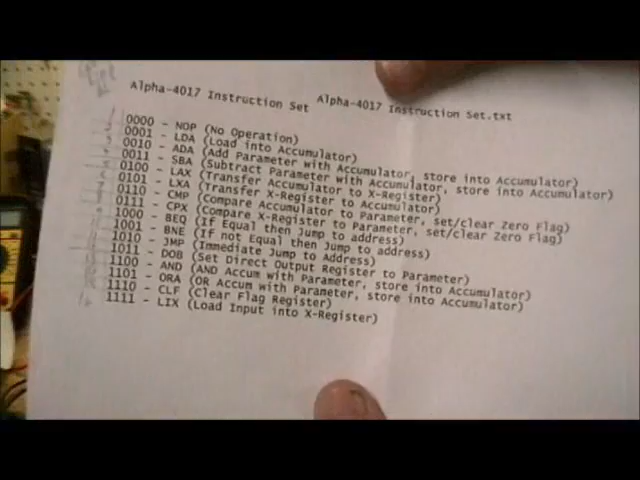 Alpha-4017 Instruction Set.txt
Alpha-4017 Instruction Set
0000 - NOP (No Operation)
0001 - LDA (Load into Accumulator)
0010 - ADA (Add Parameter with Accumulator, store into Accumulator)
0011 - SBA (Subtract Parameter with Accumulator, store into Accumulator)
0100 - LAX (Transfer Accumulator to X-Register)
0101 - LXA (Transfer X-Register to Accumulator)
0110 - CMP (Compare Accumulator to Parameter, set/clear Zero Flag)
0111 - CPX (Compare X-Register to Parameter, set/clear Zero Flag)
1000 - BEQ (If Equal then Jump to address)
1001 - BNE (If not Equal then Jump to address)
1010 - JMP (Immediate Jump to Address)
1011 - DOB (Set Direct Output Register to Parameter)
1100 - AND (AND Accum with Parameter, store into Accumulator)
1101 - ORA (OR Accum with Parameter, store into Accumulator)
1110 - CLF (Clear Flag Register)
1111 - LIX (Load Input into X-Register)